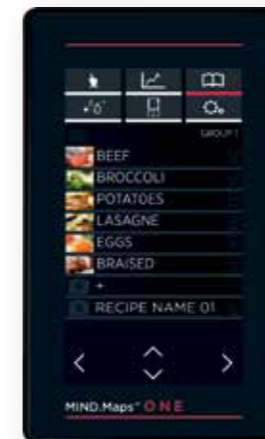 GROUP 1
BEEF
BROCCOLI
POTATOES
LASAGNE
EGGS
BRAISED
+
RECIPE NAME 01
MIND.Maps™ ONE